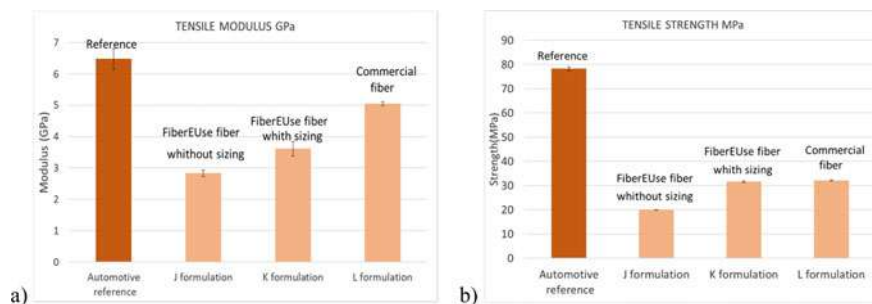 TENSILE MODULUS GPa
7
6
5
4
3
2
1
0
Modulus (GPa)
Reference
FiberEUse fiber
whithout sizing
FiberEUse fiber
whith sizing
Commercial
fiber
Automotive
reference
J formulation
K formulation
L formulation
a)
TENSILE STRENGTH MPa
90
80
70
60
50
40
30
20
10
0
Strength(MPa)
Reference
FiberEUse fiber
whithout sizing
FiberEUse fiber
whith sizing
Commercial
fiber
Automotive
reference
J formulation
K formulation
L formulation
b)